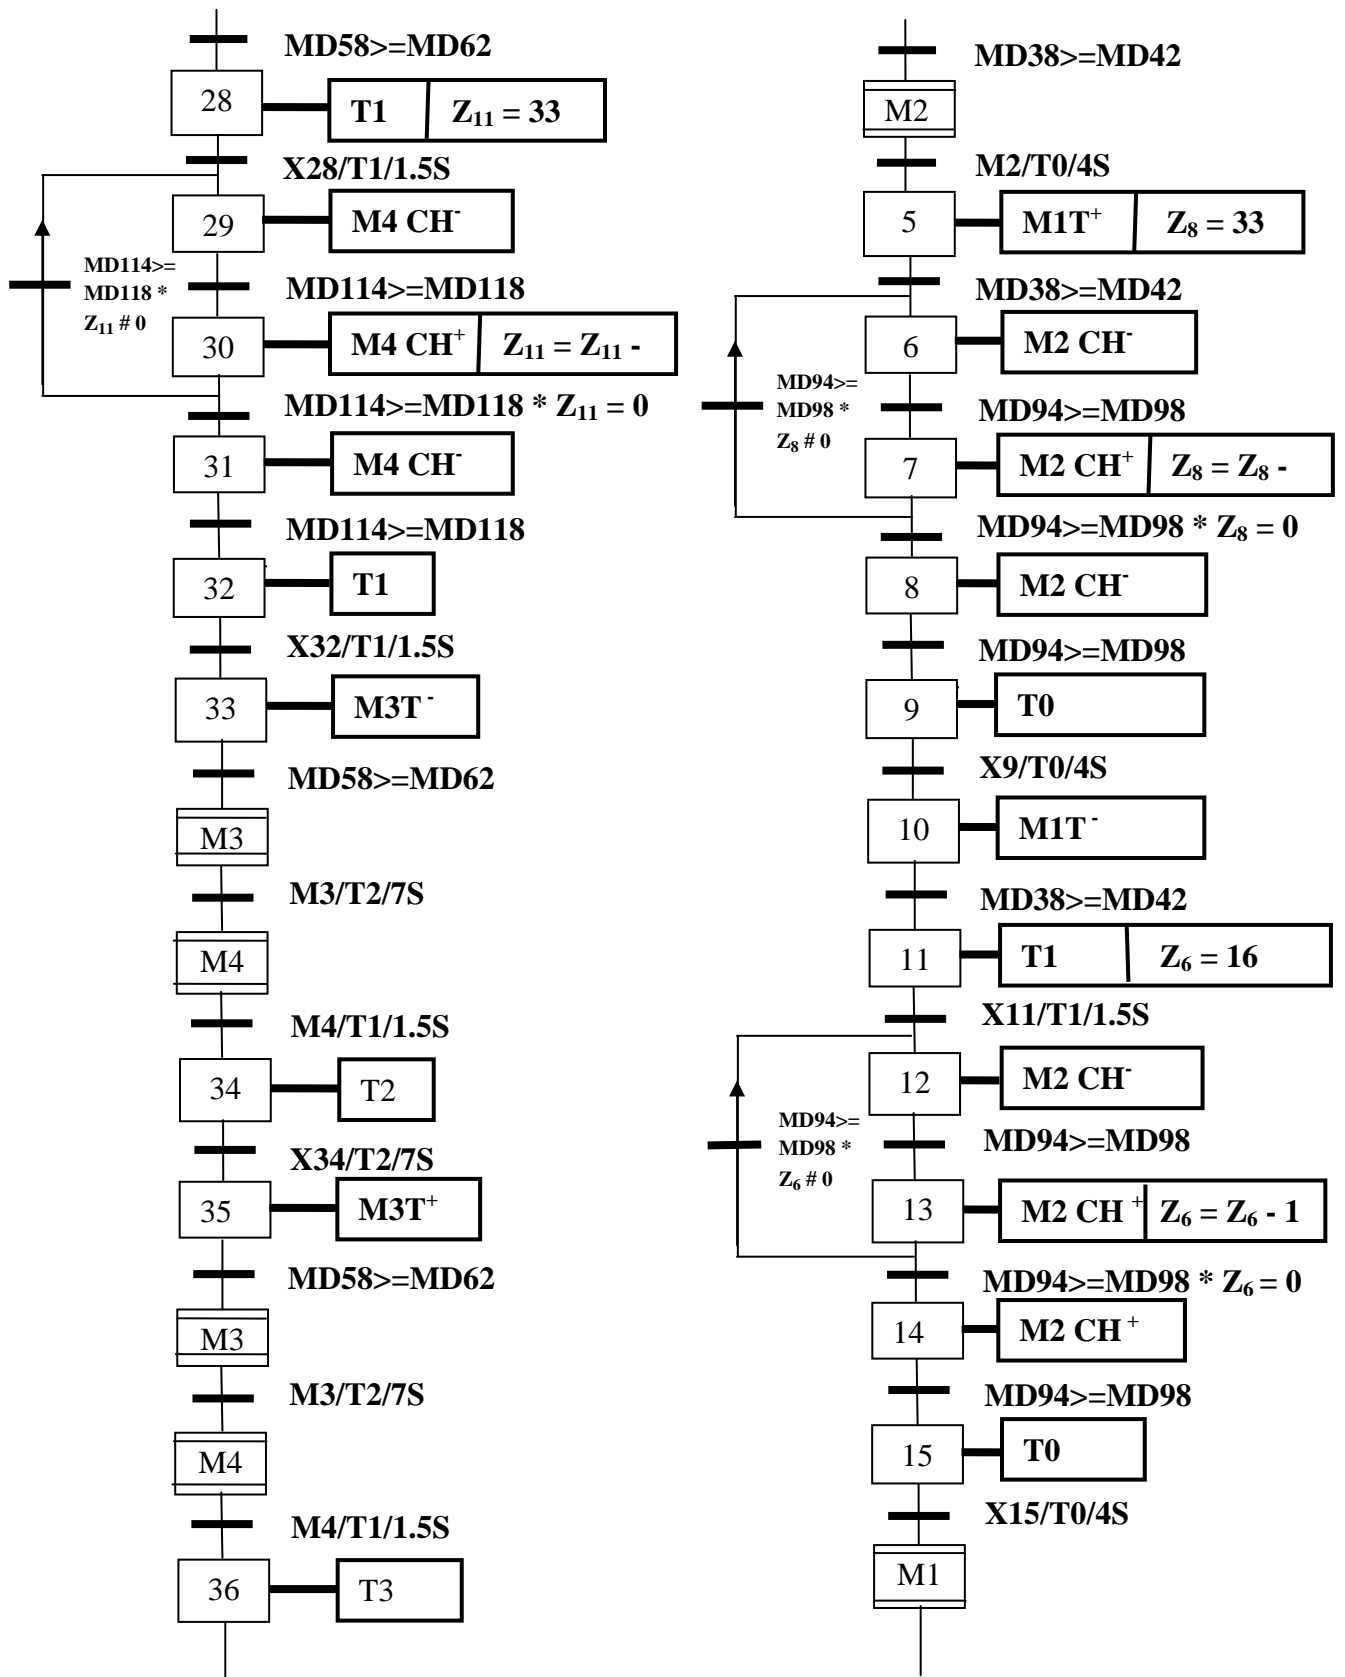 MD58>=MD62
28
T1 Z₁₁ = 33
X28/T1/1.5S
29
M4 CH⁻
MD114>=
MD118 *
Z₁₁ # 0
MD114>=MD118
30
M4 CH⁺ Z₁₁ = Z₁₁ -
MD114>=MD118 * Z₁₁ = 0
31
M4 CH⁻
MD114>=MD118
32
T1
X32/T1/1.5S
33
M3T ⁻
MD58>=MD62
M3
M3/T2/7S
M4
M4/T1/1.5S
34
T2
X34/T2/7S
35
M3T⁺
MD58>=MD62
M3
M3/T2/7S
M4
M4/T1/1.5S
36
T3
MD38>=MD42
M2
M2/T0/4S
5
M1T⁺ Z₈ = 33
MD38>=MD42
6
M2 CH⁻
MD94>=
MD98 *
Z₈ # 0
MD94>=MD98
7
M2 CH⁺ Z₈ = Z₈ -
MD94>=MD98 * Z₈ = 0
8
M2 CH⁻
MD94>=MD98
9
T0
X9/T0/4S
10
M1T ⁻
MD38>=MD42
11
T1 Z₆ = 16
X11/T1/1.5S
12
M2 CH⁻
MD94>=
MD98 *
Z₆ # 0
MD94>=MD98
13
M2 CH ⁺ Z₆ = Z₆ - 1
MD94>=MD98 * Z₆ = 0
14
M2 CH ⁺
MD94>=MD98
15
T0
X15/T0/4S
M1